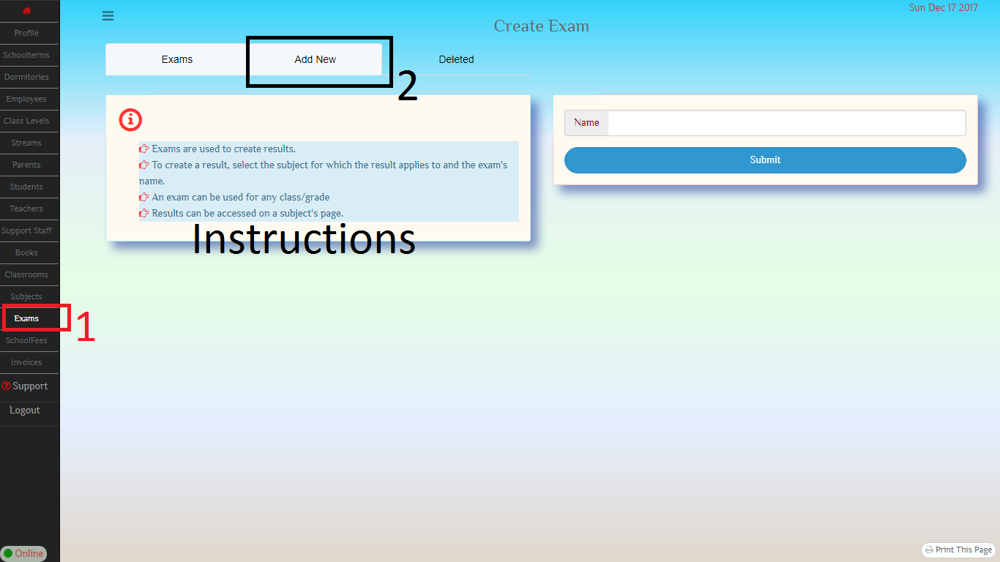 Sun Dec 17 2017
Create Exam
Profile
Schoolterms
Dormitories
Employees
Class Levels
Streams
Parents
Students
Teachers
Support Staff
Books
Classrooms
Subjects
Exams
1
SchoolFees
Invoices
Support
Logout
Online
Exams
Add New
Deleted
2
Exams are used to create results.
To create a result, select the subject for which the result applies to and the exam's
name.
An exam can be used for any class/grade
Results can be accessed on a subject's page.
Instructions
Name
Submit
Print This Page